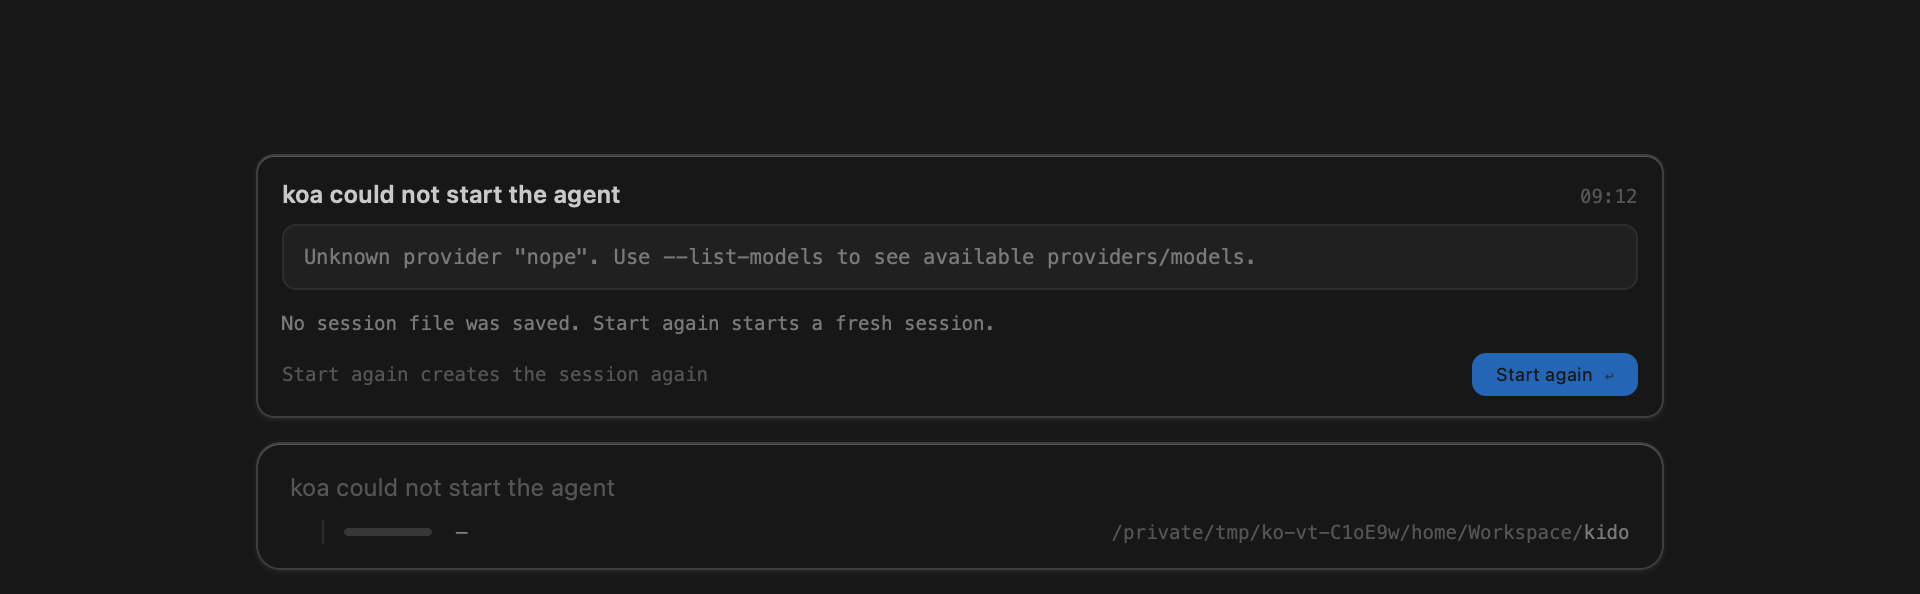 koa could not start the agent
09:12
Unknown provider "nope". Use --list-models to see available providers/models.
No session file was saved. Start again starts a fresh session.
Start again creates the session again
Start again ↩
koa could not start the agent
— /private/tmp/ko-vt-C1oE9w/home/Workspace/kido